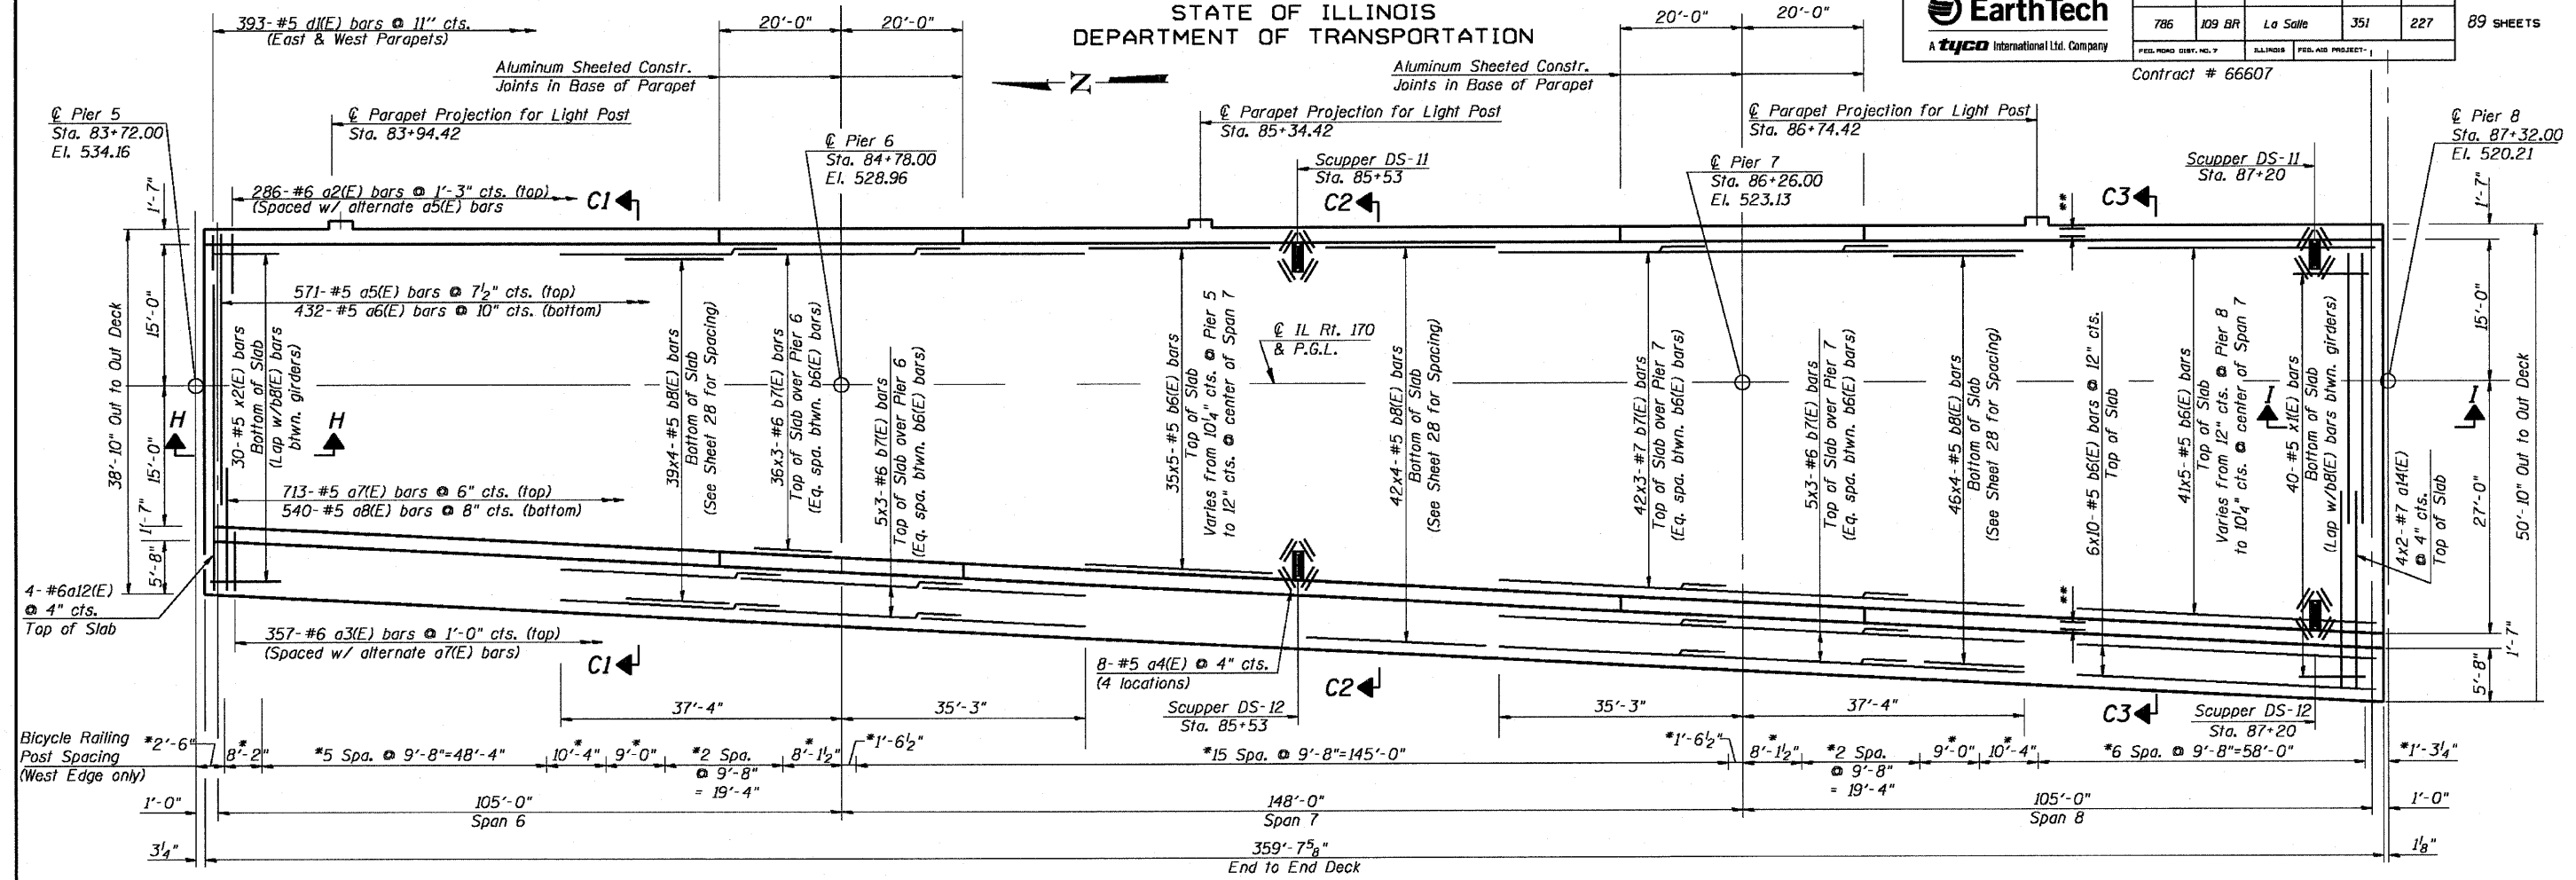 STATE OF ILLINOIS
DEPARTMENT OF TRANSPORTATION
EarthTech
A tyco International Ltd. Company
786 109 BR La Salle 351 227
89 SHEETS
FED. ROAD DIST. NO. 7 ILLINOIS FED. AID PROJECT-
Contract # 66607
393-#5 d1(E) bars @ 11" cts.
(East & West Parapets)
20'-0" 20'-0"
20'-0" 20'-0"
Aluminum Sheeted Constr.
Joints in Base of Parapet
Z
Aluminum Sheeted Constr.
Joints in Base of Parapet
℄ Pier 5
Sta. 83+72.00
El. 534.16
℄ Parapet Projection for Light Post
Sta. 83+94.42
℄ Pier 6
Sta. 84+78.00
El. 528.96
℄ Parapet Projection for Light Post
Sta. 85+34.42
Scupper DS-11
Sta. 85+53
℄ Pier 7
Sta. 86+26.00
El. 523.13
℄ Parapet Projection for Light Post
Sta. 86+74.42
Scupper DS-11
Sta. 87+20
℄ Pier 8
Sta. 87+32.00
El. 520.21
286-#6 a2(E) bars @ 1'-3" cts. (top)
(Spaced w/ alternate a5(E) bars
C1
C2
C3
**
1'-7"
15'-0"
15'-0"
1'-7"
5'-8"
38'-10" Out to Out Deck
571-#5 a5(E) bars @ 7½" cts. (top)
432-#5 a6(E) bars @ 10" cts. (bottom)
30-#5 x2(E) bars
Bottom of Slab
(Lap w/b8(E) bars
btwn. girders)
H
H
39x4-#5 b8(E) bars
Bottom of Slab
(See Sheet 28 for Spacing)
36x3-#6 b7(E) bars
Top of Slab over Pier 6
(Eq. spa. btwn. b6(E) bars)
5x3-#6 b7(E) bars
Top of Slab over Pier 6
(Eq. spa. btwn. b6(E) bars)
35x5-#5 b6(E) bars
Top of Slab
Varies from 10¼" cts. @ Pier 5
to 12" cts. @ center of Span 7
℄ IL Rt. 170
& P.G.L.
42x4-#5 b8(E) bars
Bottom of Slab
(See Sheet 28 for Spacing)
42x3-#7 b7(E) bars
Top of Slab over Pier 7
(Eq. spa. btwn. b6(E) bars)
5x3-#6 b7(E) bars
Top of Slab over Pier 7
(Eq. spa. btwn. b6(E) bars)
46x4-#5 b8(E) bars
Bottom of Slab
(See Sheet 28 for Spacing)
6x10-#5 b6(E) bars @ 12" cts.
Top of Slab
41x5-#5 b6(E) bars
Top of Slab
Varies from 12" cts. @ Pier 8
to 10¼" cts. @ center of Span 7
40-#5 x1(E) bars
Bottom of Slab
(Lap w/b8(E) bars btwn. girders)
I
I
4x2-#7 a14(E)
@ 4" cts.
Top of Slab
1'-7"
15'-0"
27'-0"
1'-7"
5'-8"
50'-10" Out to Out Deck
713-#5 a7(E) bars @ 6" cts. (top)
540-#5 a8(E) bars @ 8" cts. (bottom)
4-#6a12(E)
@ 4" cts.
Top of Slab
357-#6 a3(E) bars @ 1'-0" cts. (top)
(Spaced w/ alternate a7(E) bars)
C1
8-#5 a4(E) @ 4" cts.
(4 locations)
**
C2
C3
37'-4" 35'-3"
Scupper DS-12
Sta. 85+53
35'-3" 37'-4"
Scupper DS-12
Sta. 87+20
Bicycle Railing
Post Spacing
(West Edge only)
*2'-6" *8'-2" *5 Spa. @ 9'-8"=48'-4" *10'-4" *9'-0" *2 Spa.
@ 9'-8"
= 19'-4"
*8'-1½" *1'-6½" *15 Spa. @ 9'-8"=145'-0" *1'-6½" *8'-1½" *2 Spa.
@ 9'-8"
= 19'-4"
*9'-0" *10'-4" *6 Spa. @ 9'-8"=58'-0" *1'-3¼"
1'-0" 105'-0" 148'-0" 105'-0" 1'-0"
Span 6 Span 7 Span 8
3¼" 359'-7⅝" 1⅛"
End to End Deck